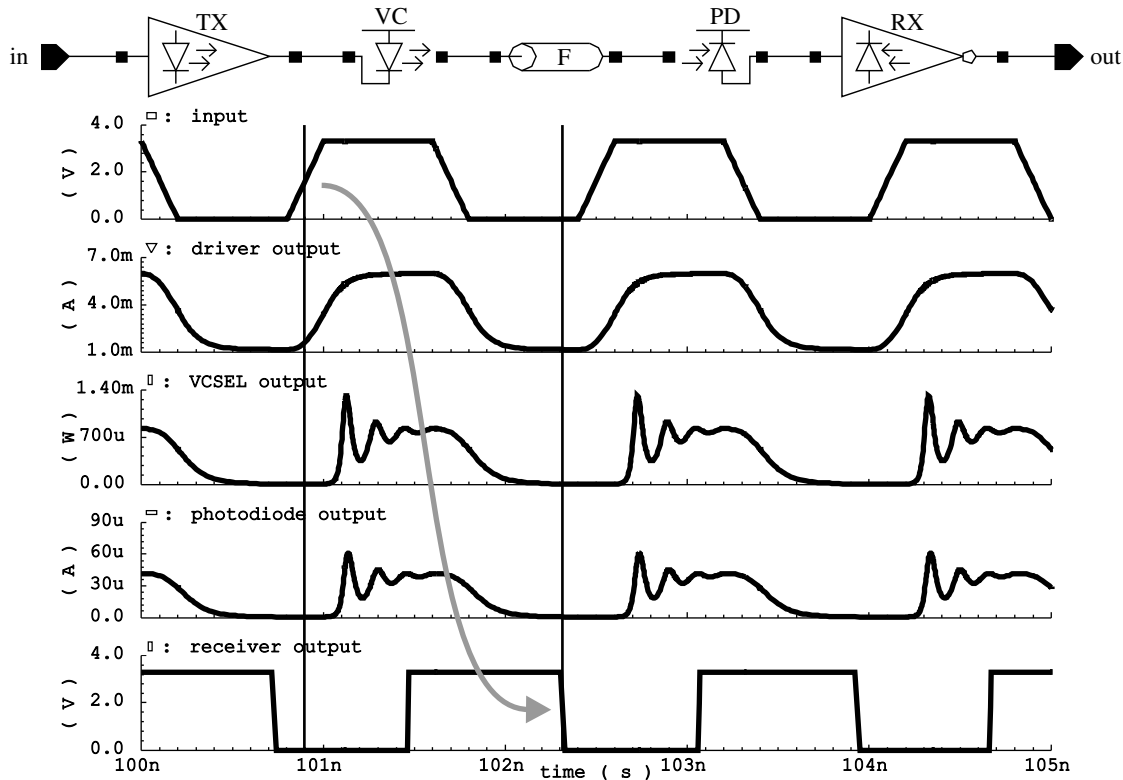 TX VC PD RX
in F out
: input
4.0
2.0
0.0
( V )
: driver output
7.0m
4.0m
1.0m
( A )
: VCSEL output
1.40m
700u
0.00
( W )
: photodiode output
90u
60u
30u
0.0
( A )
: receiver output
4.0
2.0
0.0
( V )
100n 101n 102n 103n 104n 105n
time ( s )